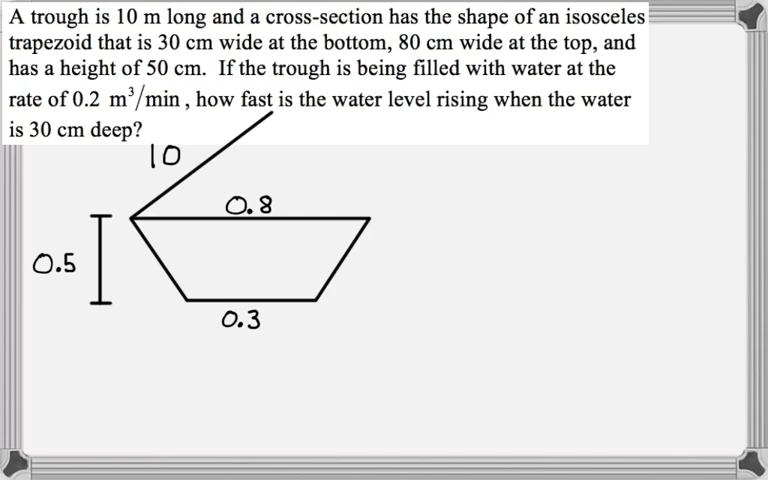 A trough is 10 m long and a cross-section has the shape of an isosceles
trapezoid that is 30 cm wide at the bottom, 80 cm wide at the top, and
has a height of 50 cm. If the trough is being filled with water at the
rate of 0.2 m³/min , how fast is the water level rising when the water
is 30 cm deep?
10
0.8
0.5
0.3